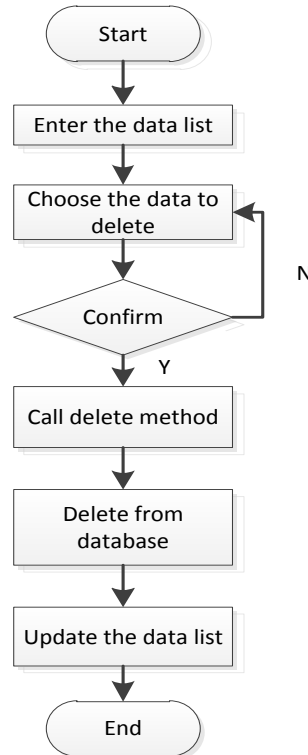 Start
Enter the data list
Choose the data to
delete
N
Confirm
Y
Call delete method
Delete from
database
Update the data list
End